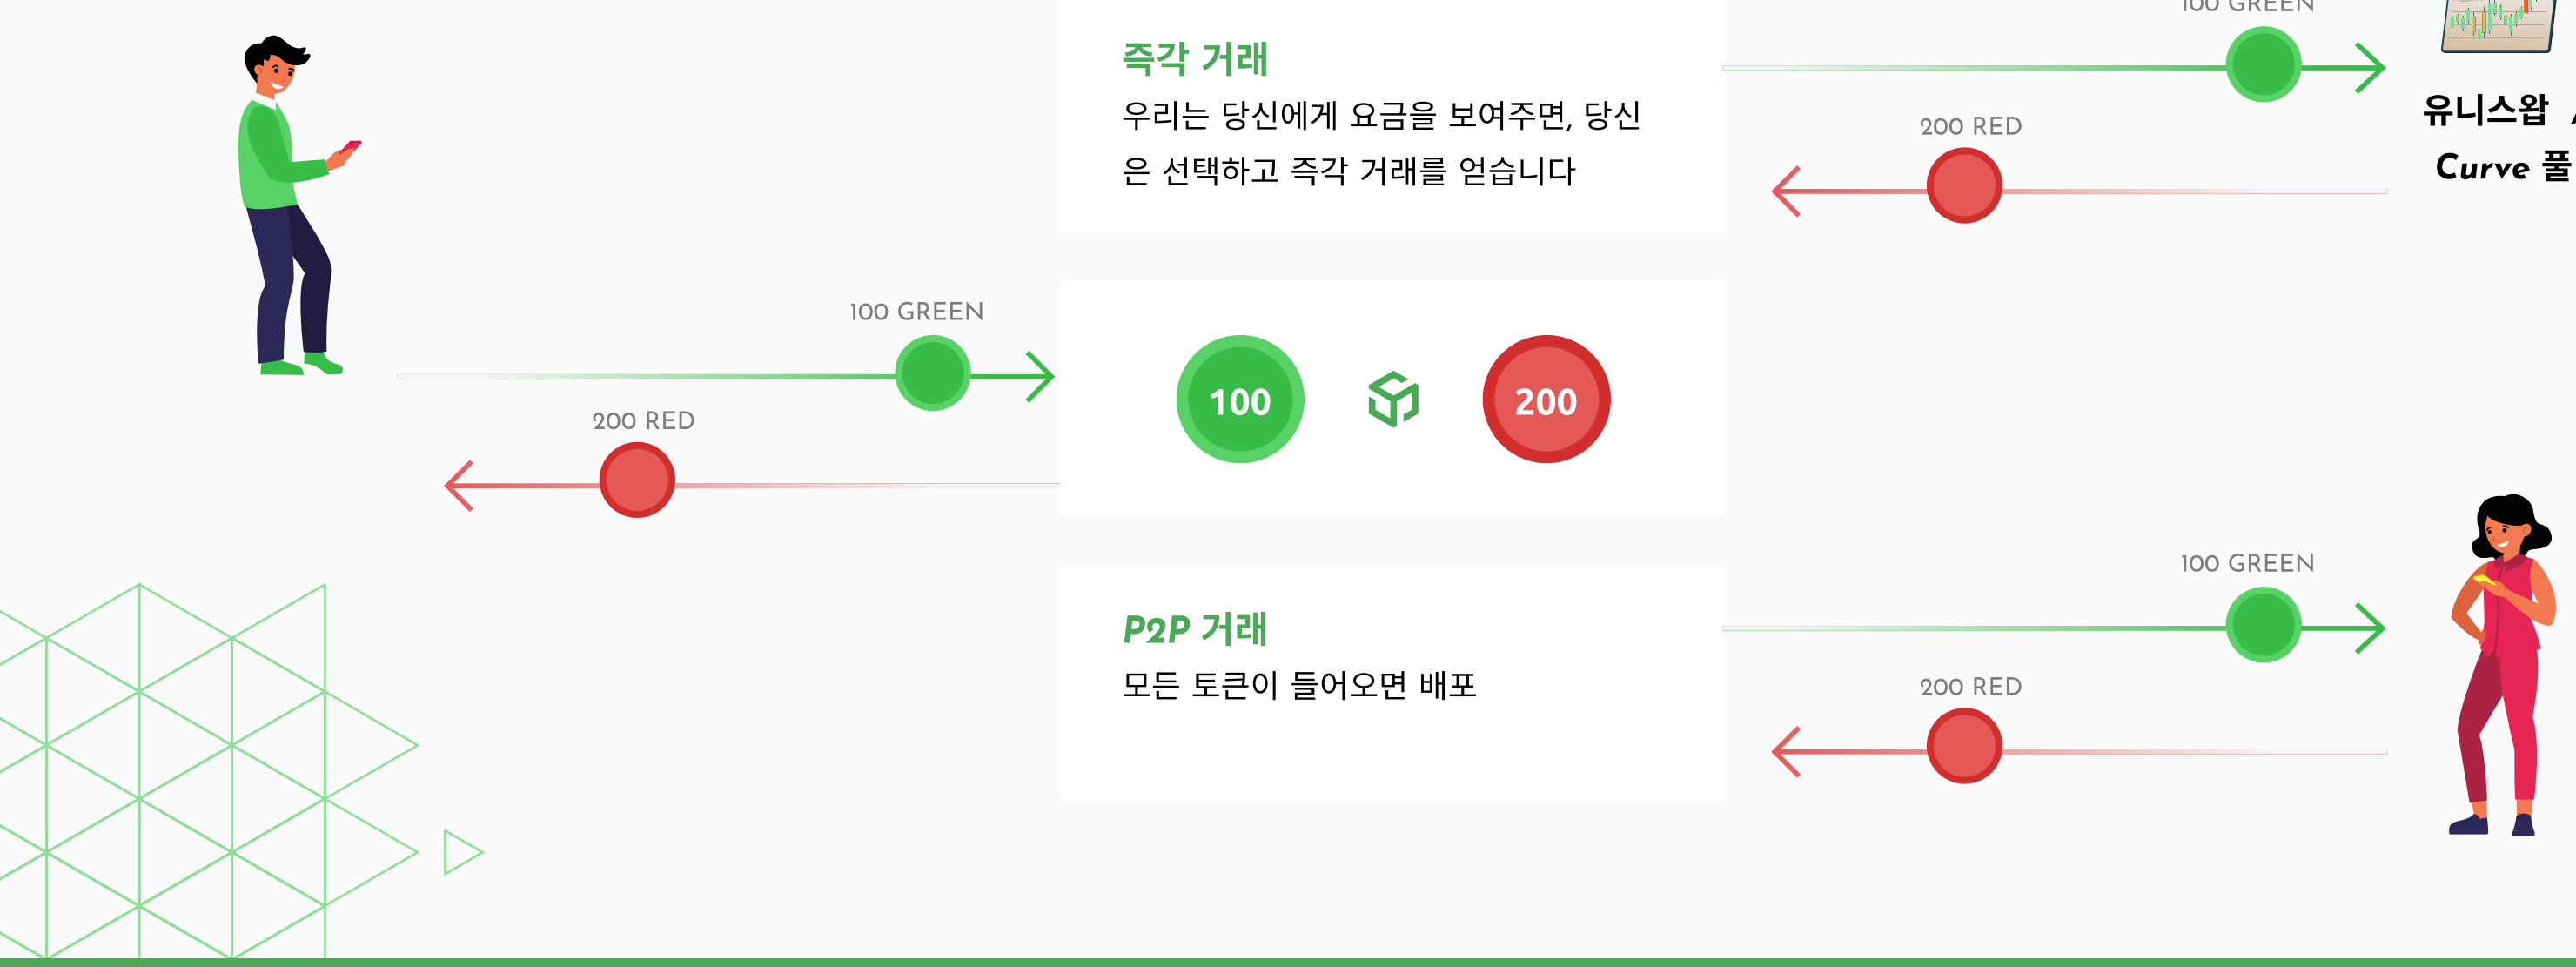 100 GREEN
즉각 거래
우리는 당신에게 요금을 보여주면, 당신
은 선택하고 즉각 거래를 얻습니다
200 RED
유니스왑 /
Curve 풀
100 GREEN
200 RED
100
200
P2P 거래
모든 토큰이 들어오면 배포
100 GREEN
200 RED